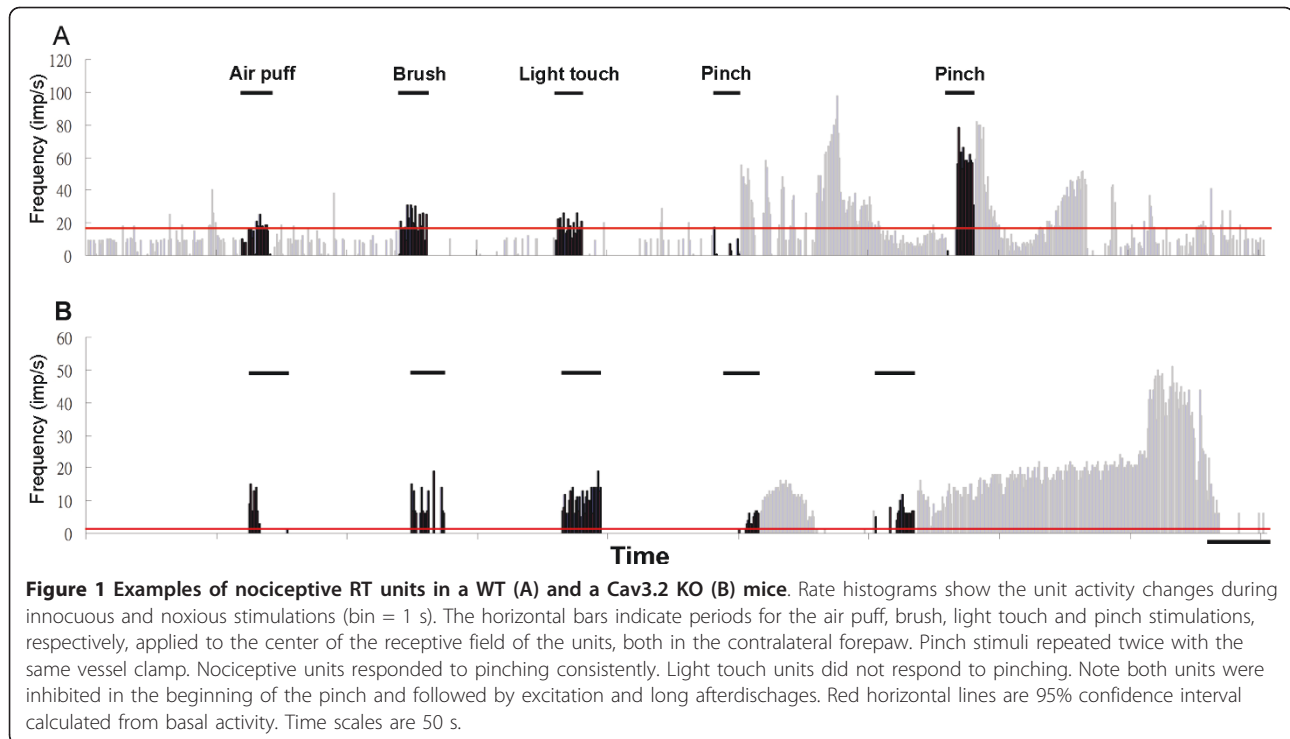 A
Frequency (imp/s)
120
100
80
60
40
20
0
Air puff
Brush
Light touch
Pinch
Pinch
B
Frequency (imp/s)
60
50
40
30
20
10
0
Time
Figure 1 Examples of nociceptive RT units in a WT (A) and a Cav3.2 KO (B) mice. Rate histograms show the unit activity changes during
innocuous and noxious stimulations (bin = 1 s). The horizontal bars indicate periods for the air puff, brush, light touch and pinch stimulations,
respectively, applied to the center of the receptive field of the units, both in the contralateral forepaw. Pinch stimuli repeated twice with the
same vessel clamp. Nociceptive units responded to pinching consistently. Light touch units did not respond to pinching. Note both units were
inhibited in the beginning of the pinch and followed by excitation and long afterdischarges. Red horizontal lines are 95% confidence interval
calculated from basal activity. Time scales are 50 s.